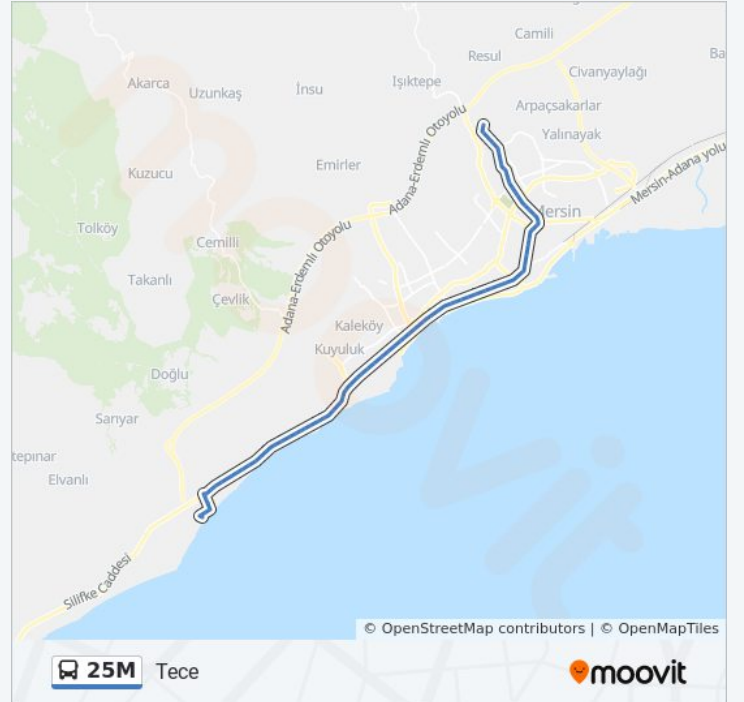 Camili
Resul
Ba
Civanyaylağı
Akarca
Uzunkaş
İnsu
Işıktepe
Arpaçsakarlar
Yalınayak
Adana-Erdemli Otoyolu
Emirler
Kuzucu
Mersin-Adana yolu
Mersin
Tolköy
Cemilli
Adana-Erdemli Otoyolu
Takanlı
Çevlik
Kaleköy
Kuyuluk
Doğlu
Sarıyar
tepınar
Elvanlı
Silifke Caddesi
© OpenStreetMap contributors | © OpenMapTiles
25M Tece
moovit